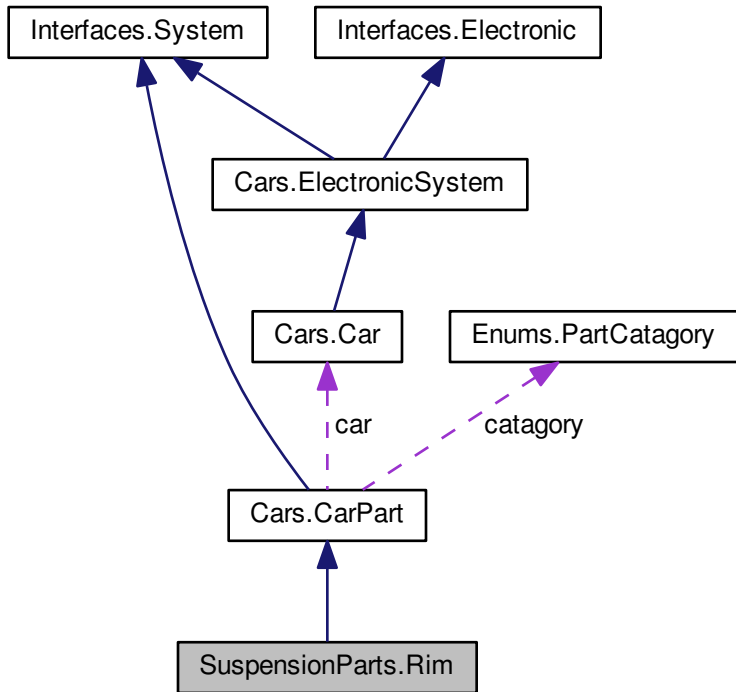 Interfaces.System
Interfaces.Electronic
Cars.ElectronicSystem
Cars.Car
Enums.PartCatagory
car
catagory
Cars.CarPart
SuspensionParts.Rim